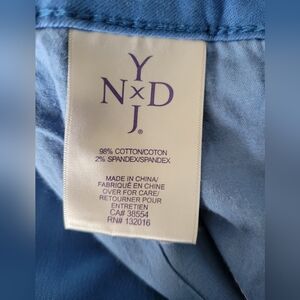 Y
N × D
J®
98% COTTON/COTON
2% SPANDEX/SPANDEX
MADE IN CHINA/
FABRIQUÉ EN CHINE
OVER FOR CARE/
RETOURNER POUR
ENTRETIEN
CA# 38554
RN# 132016